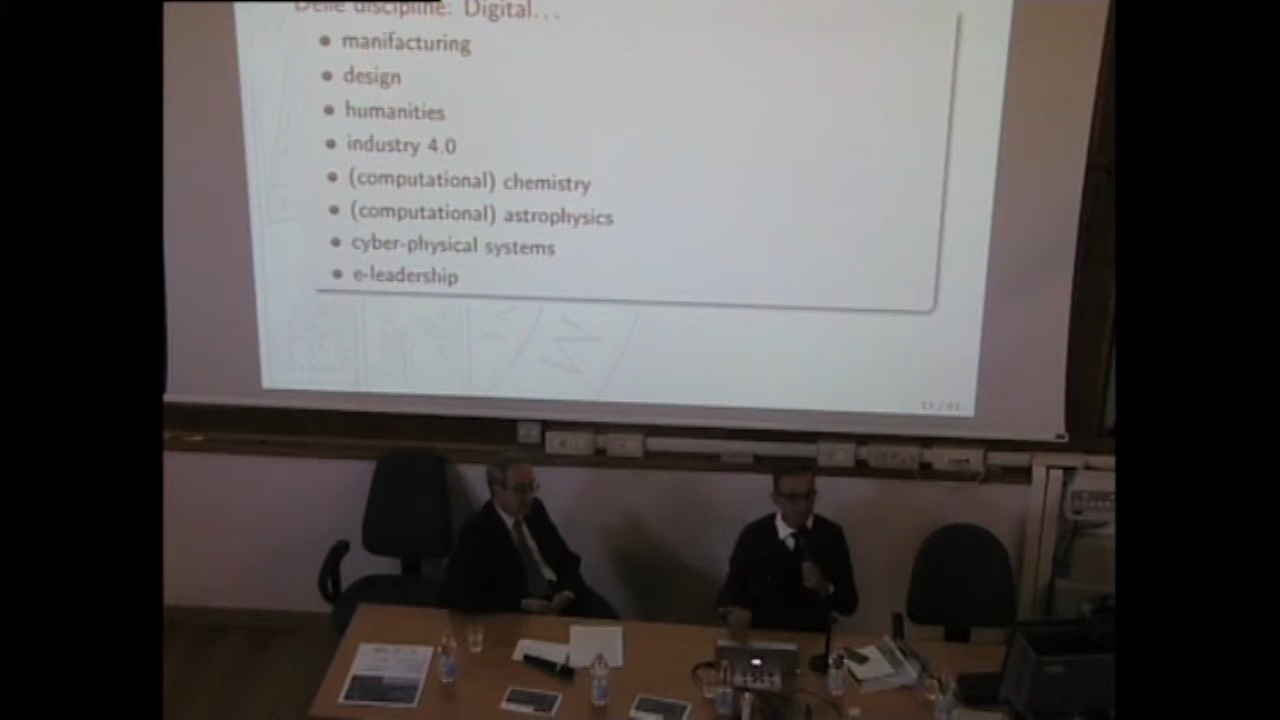 Delle discipline: Digital...
manifacturing
design
humanities
industry 4.0
(computational) chemistry
(computational) astrophysics
cyber-physical systems
e-leadership